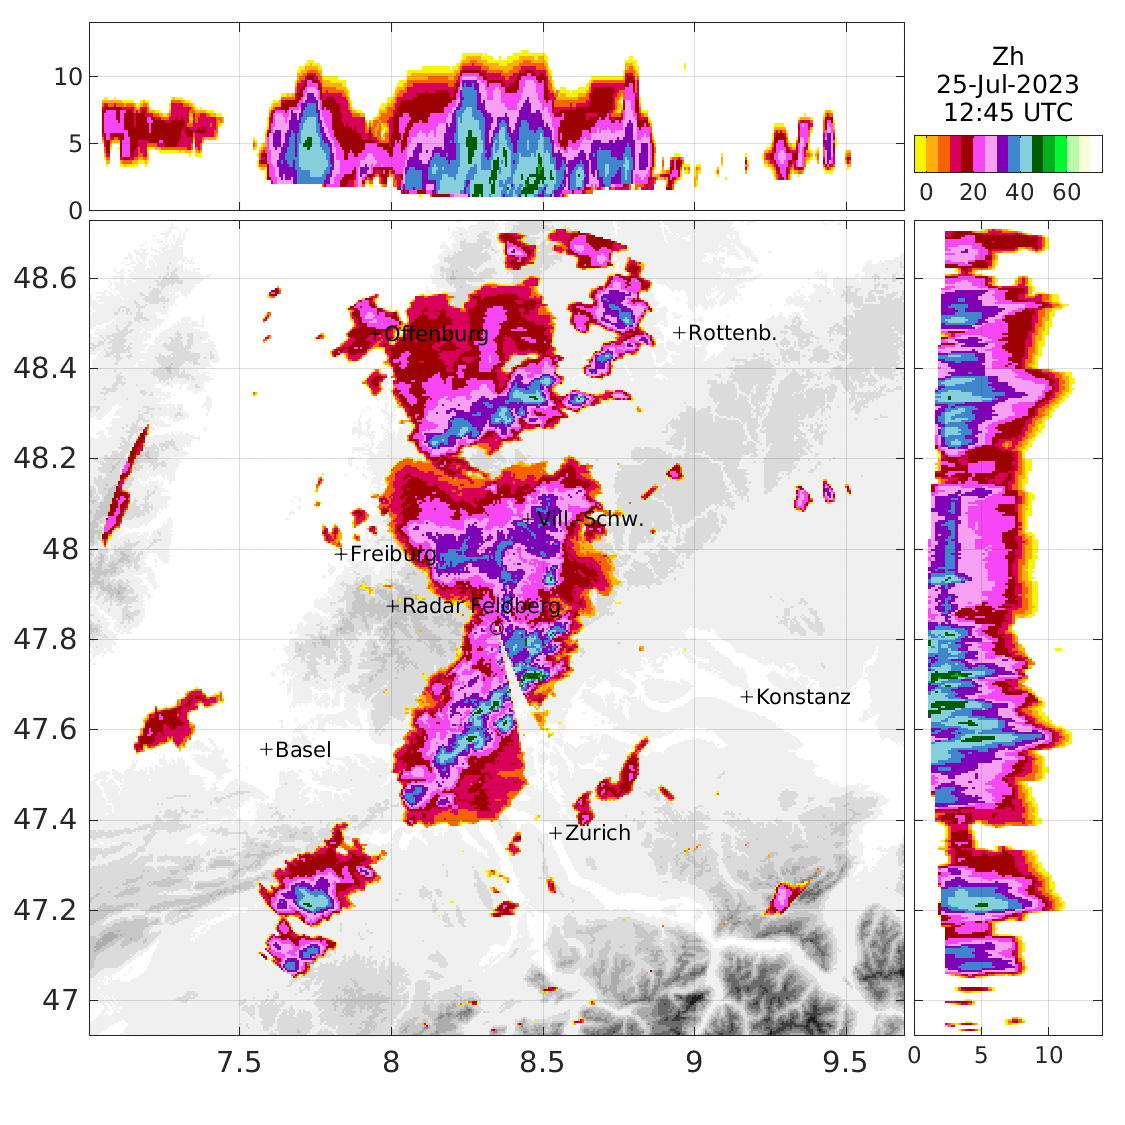 10
5
0
Zh
25-Jul-2023
12:45 UTC
0 20 40 60
48.6
48.4
48.2
48
47.8
47.6
47.4
47.2
47
Offenburg
Rottenb.
Vill.-Schw.
Freiburg
Radar Feldberg
Konstanz
Basel
Zürich
7.5 8 8.5 9 9.5
0 5 10